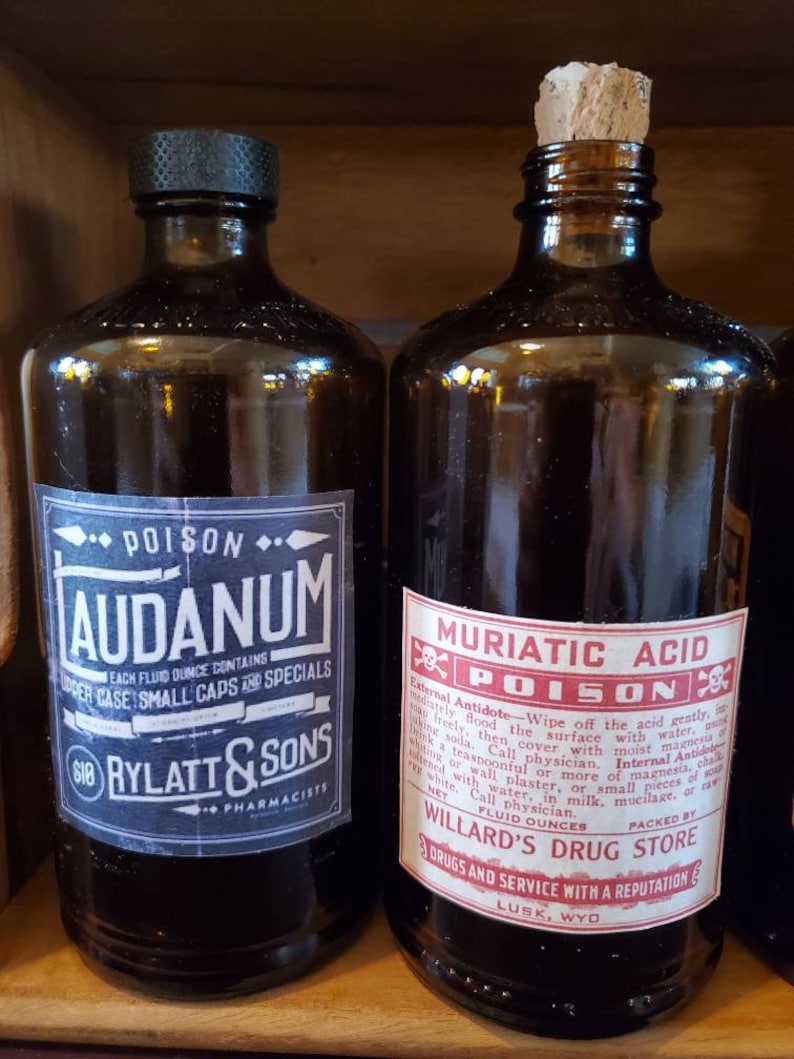 POISON
LAUDANUM
EACH FLUID OUNCE CONTAINS
UPPER CASE SMALL CAPS AND SPECIALS
$10
RYLATT & SONS
PHARMACISTS
MURIATIC ACID
POISON
External Antidote—Wipe off the acid gently, im-
mediately flood the surface with water, using
soap freely, then cover with moist magnesia or
baking soda. Call physician. Internal Antidote—
Drink a teaspoonful or more of magnesia, chalk,
whiting or wall plaster, or small pieces of soap
softened with water, in milk, mucilage, or raw
egg white. Call physician.
NET FLUID OUNCES PACKED BY
WILLARD'S DRUG STORE
DRUGS AND SERVICE WITH A REPUTATION
LUSK, WYO